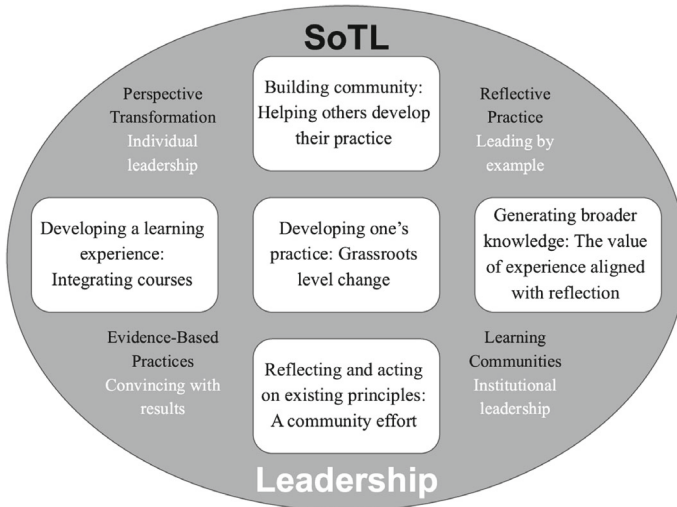 SoTL
Perspective
Transformation
Individual
leadership
Building community:
Helping others develop
their practice
Reflective
Practice
Leading by
example
Developing a learning
experience:
Integrating courses
Developing one’s
practice: Grassroots
level change
Generating broader
knowledge: The value
of experience aligned
with reflection
Evidence-Based
Practices
Convincing with
results
Reflecting and acting
on existing principles:
A community effort
Learning
Communities
Institutional
leadership
Leadership